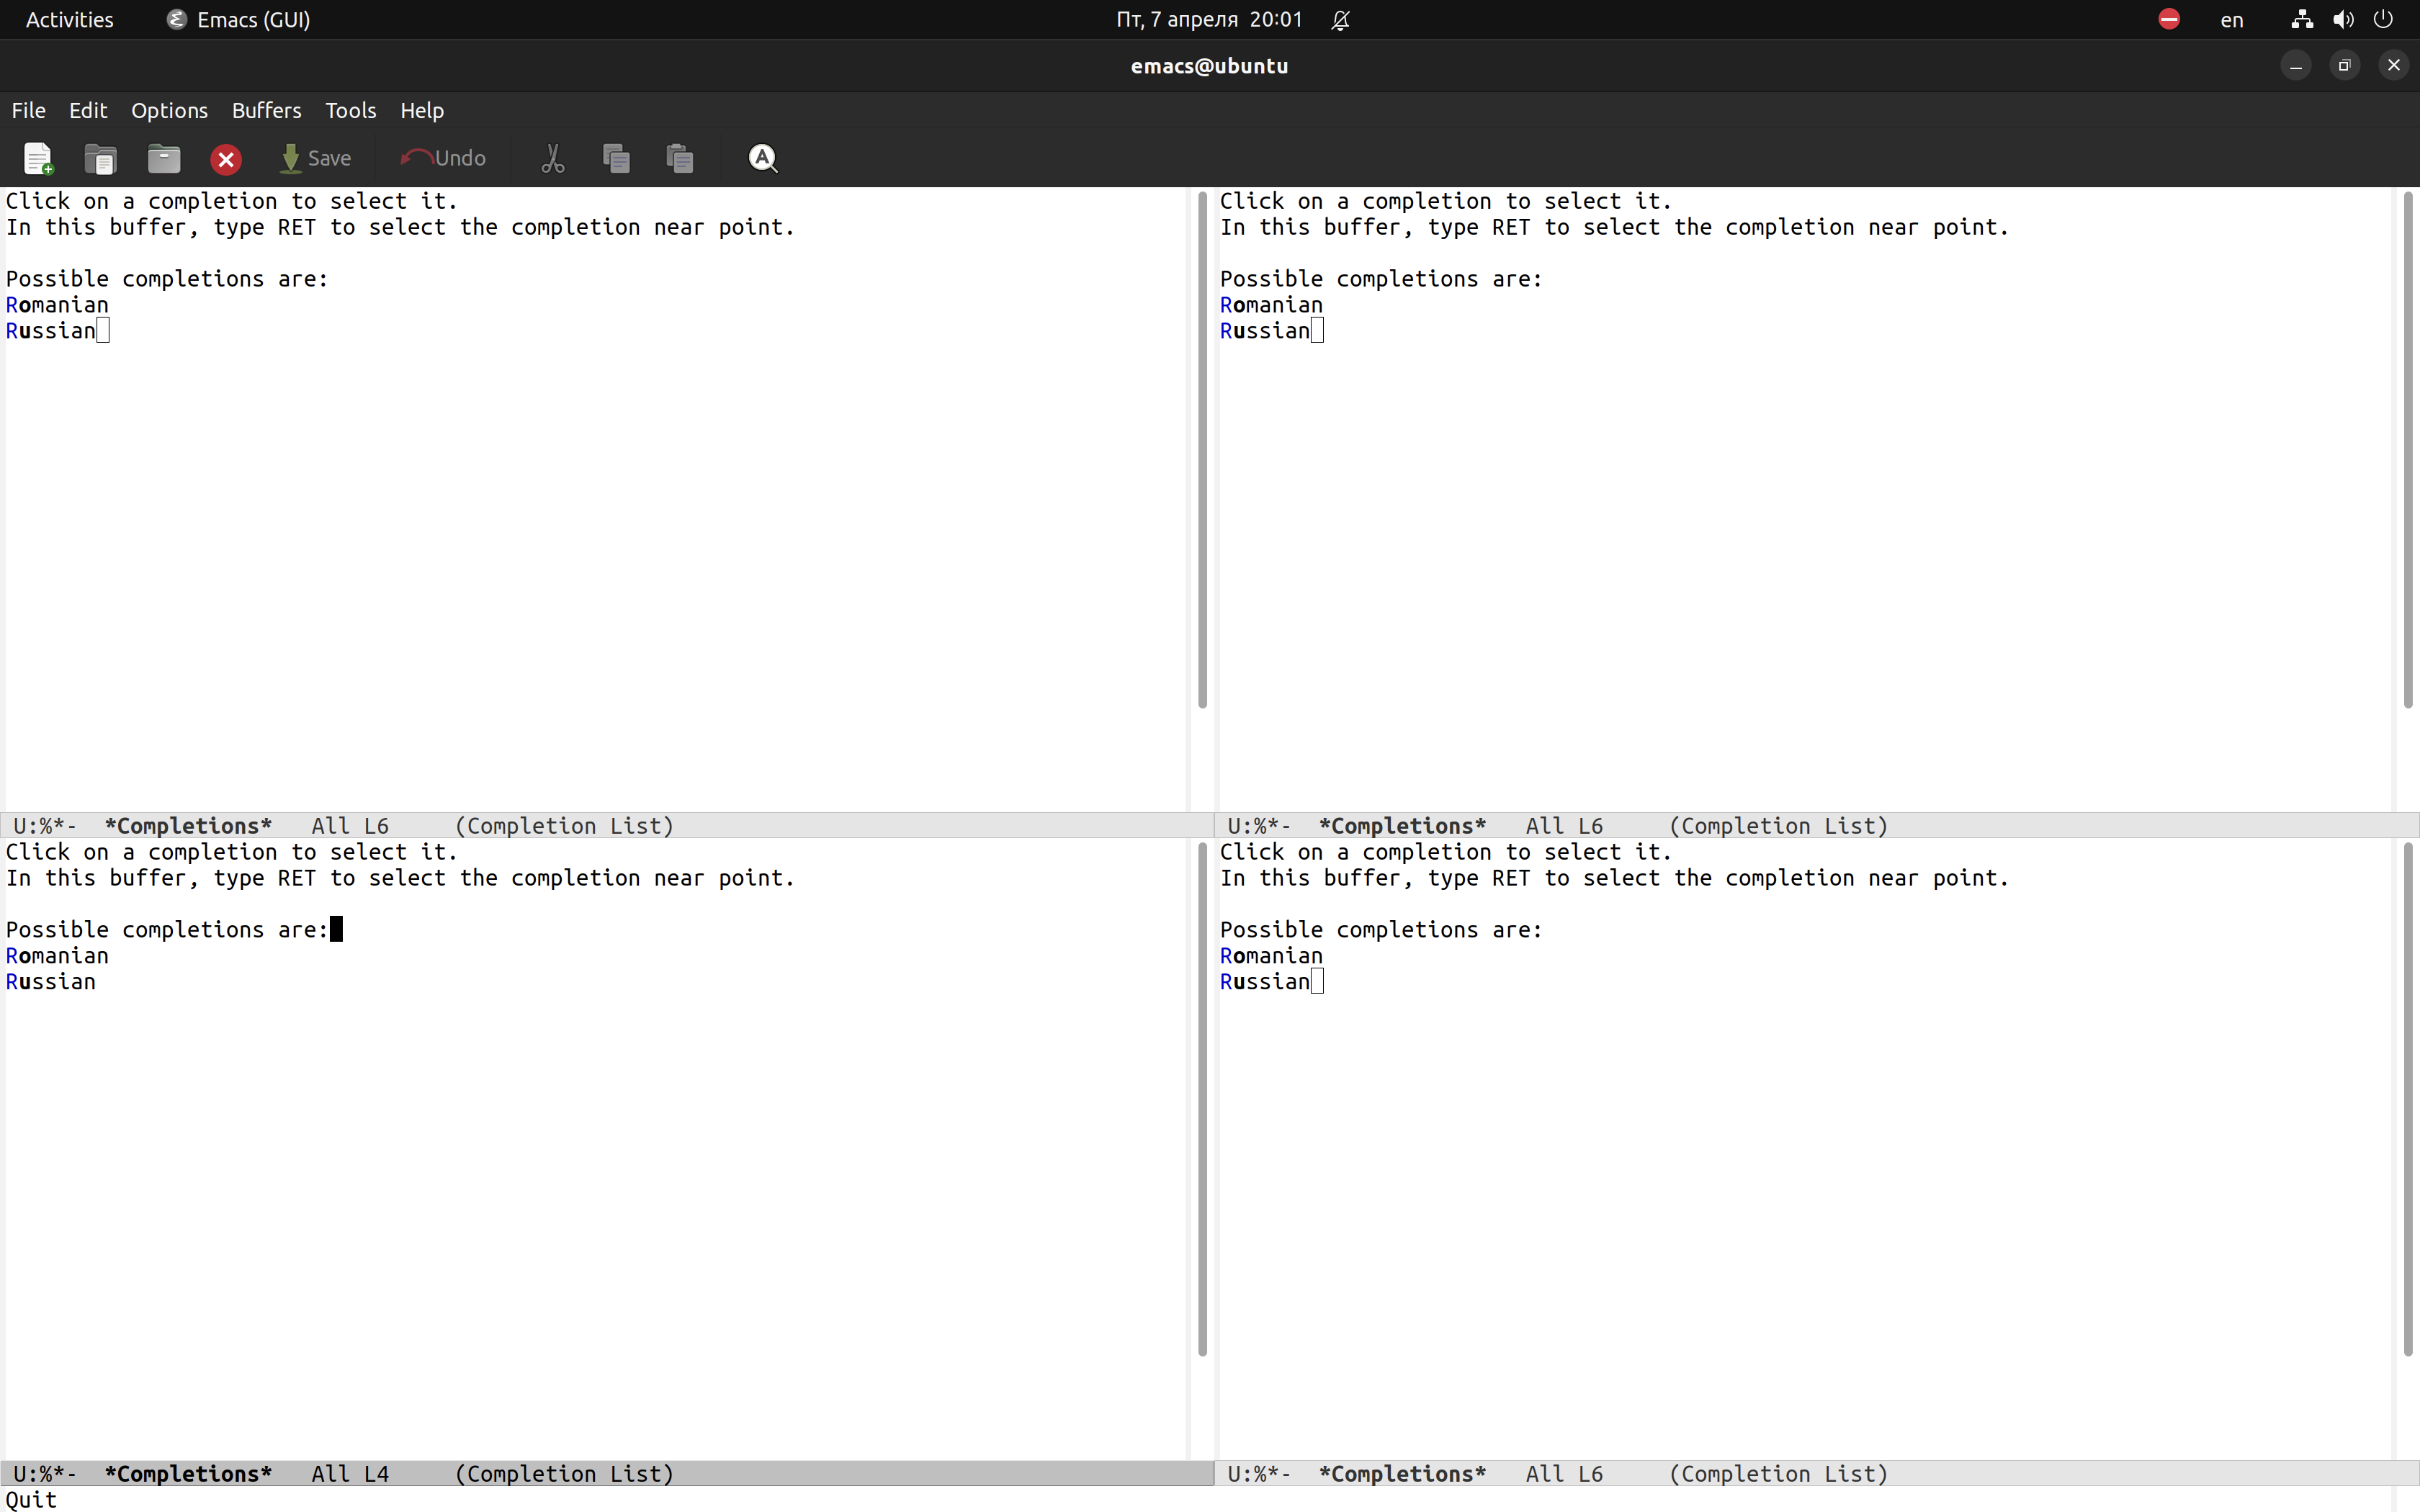 Activities Emacs (GUI) Пт, 7 апреля 20:01 en
emacs@ubuntu
File Edit Options Buffers Tools Help
Save Undo
Click on a completion to select it.
In this buffer, type RET to select the completion near point.
Possible completions are:
Romanian
Russian
U:%*- *Completions* All L6 (Completion List)
Click on a completion to select it.
In this buffer, type RET to select the completion near point.
Possible completions are:
Romanian
Russian
U:%*- *Completions* All L6 (Completion List)
Click on a completion to select it.
In this buffer, type RET to select the completion near point.
Possible completions are:
Romanian
Russian
U:%*- *Completions* All L4 (Completion List)
Click on a completion to select it.
In this buffer, type RET to select the completion near point.
Possible completions are:
Romanian
Russian
U:%*- *Completions* All L6 (Completion List)
Quit